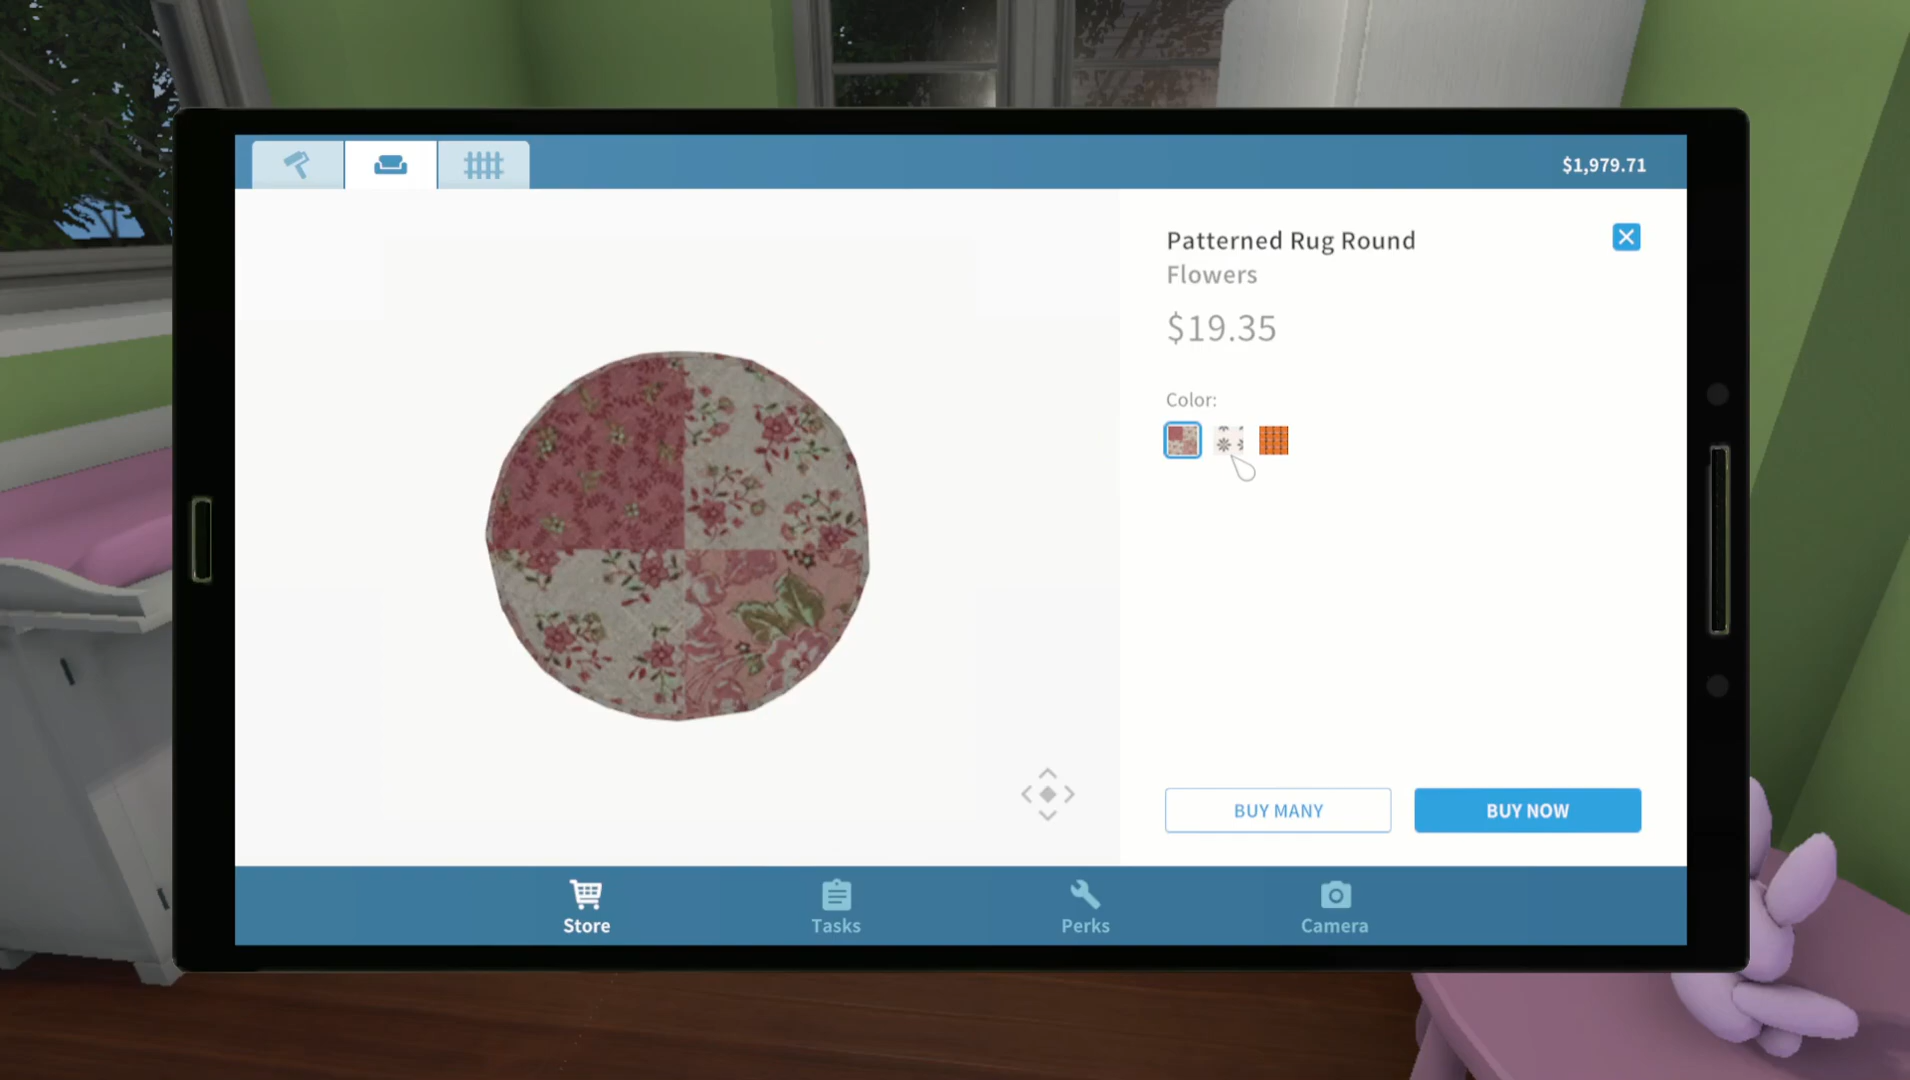 $1,979.71
Patterned Rug Round
Flowers
$19.35
Color:
BUY MANY
BUY NOW
Store
Tasks
Perks
Camera